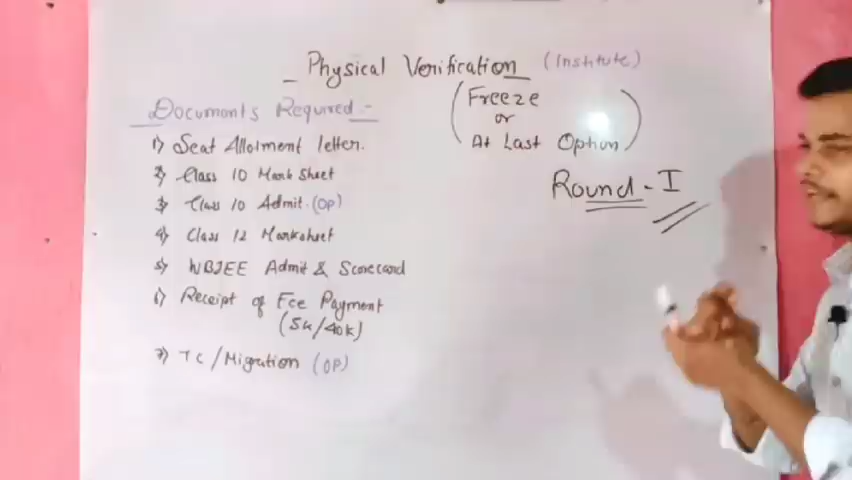 Physical Verification (Institute)
(Freeze
or
At Last Option)
Round - I
Documents Required :-
1) Seat Allotment letter.
2) Class 10 Mark Sheet
3) Class 10 Admit. (OP)
4) Class 12 Marksheet
5) WBJEE Admit & Scorecard
6) Receipt of Fee Payment
(5k/40k)
7) TC/Migration (OP)